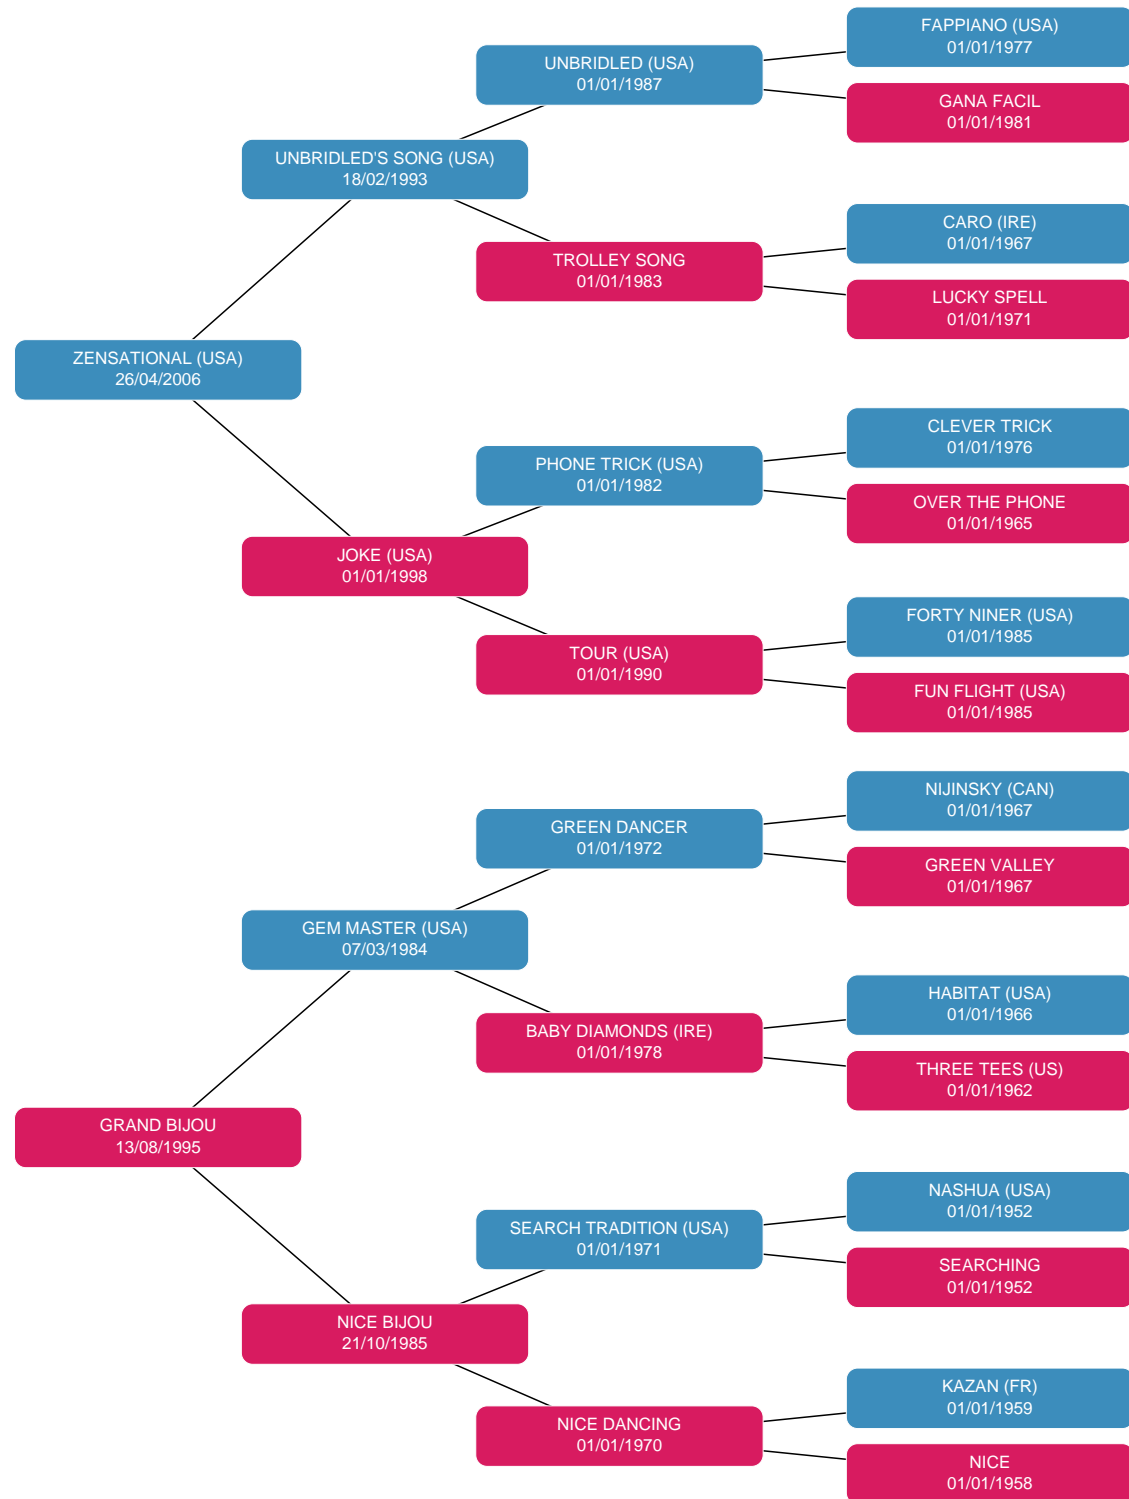 FAPPIANO (USA)
01/01/1977
UNBRIDLED (USA)
01/01/1987
GANA FACIL
01/01/1981
UNBRIDLED'S SONG (USA)
18/02/1993
CARO (IRE)
01/01/1967
TROLLEY SONG
01/01/1983
LUCKY SPELL
01/01/1971
ZENSATIONAL (USA)
26/04/2006
CLEVER TRICK
01/01/1976
PHONE TRICK (USA)
01/01/1982
OVER THE PHONE
01/01/1965
JOKE (USA)
01/01/1998
FORTY NINER (USA)
01/01/1985
TOUR (USA)
01/01/1990
FUN FLIGHT (USA)
01/01/1985
NIJINSKY (CAN)
01/01/1967
GREEN DANCER
01/01/1972
GREEN VALLEY
01/01/1967
GEM MASTER (USA)
07/03/1984
HABITAT (USA)
01/01/1966
BABY DIAMONDS (IRE)
01/01/1978
THREE TEES (US)
01/01/1962
GRAND BIJOU
13/08/1995
NASHUA (USA)
01/01/1952
SEARCH TRADITION (USA)
01/01/1971
SEARCHING
01/01/1952
NICE BIJOU
21/10/1985
KAZAN (FR)
01/01/1959
NICE DANCING
01/01/1970
NICE
01/01/1958